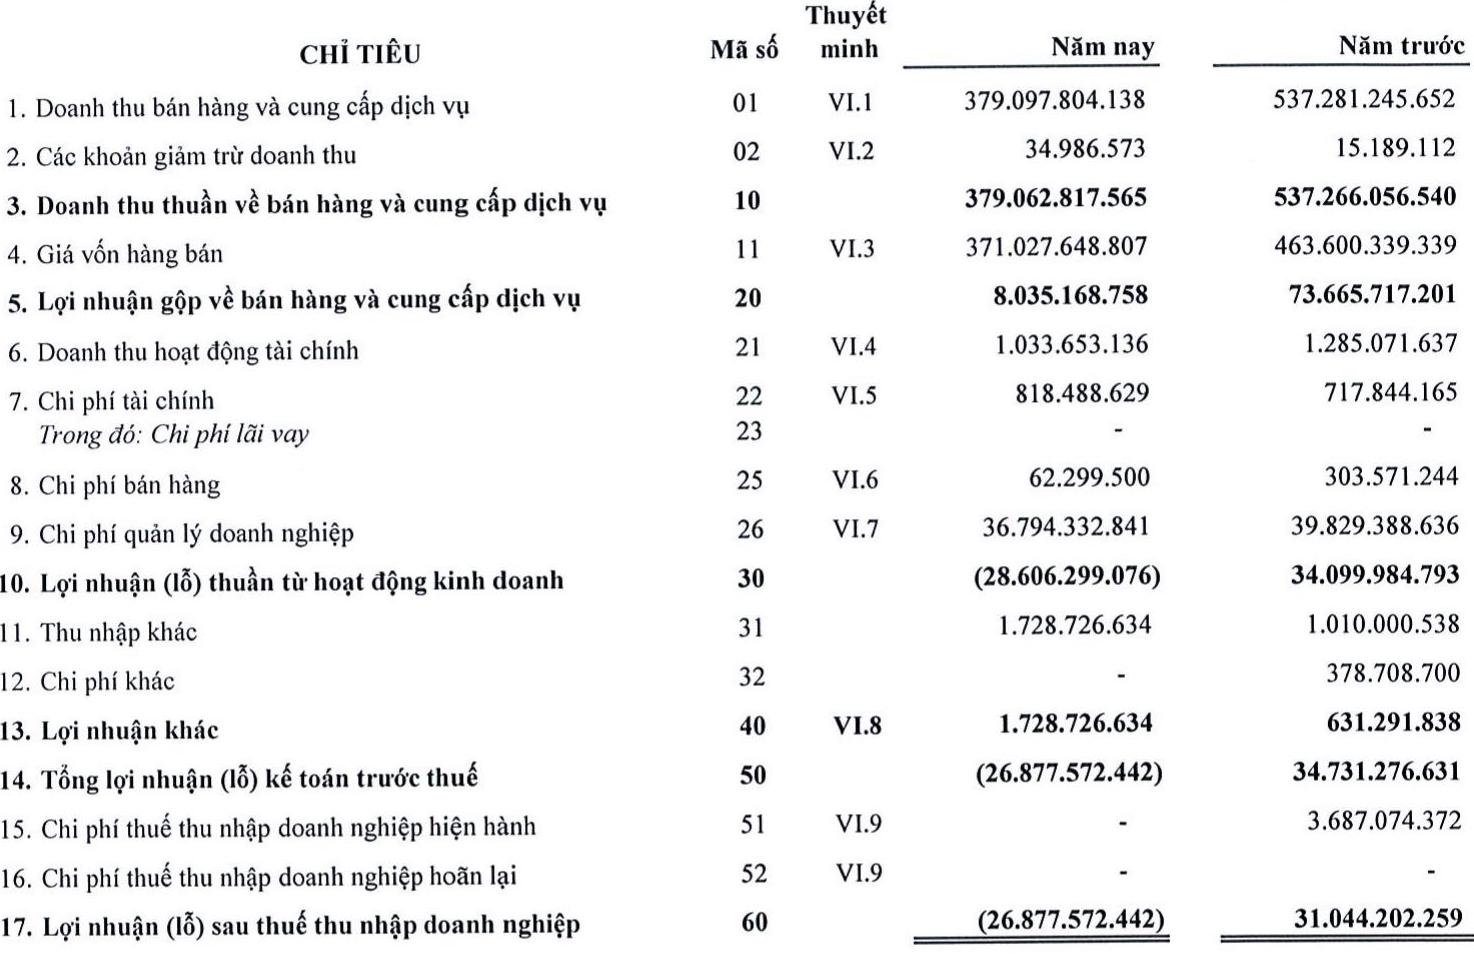 CHỈ TIÊU Mã số Thuyết minh Năm nay Năm trước
1. Doanh thu bán hàng và cung cấp dịch vụ 01 VI.1 379.097.804.138 537.281.245.652
2. Các khoản giảm trừ doanh thu 02 VI.2 34.986.573 15.189.112
3. Doanh thu thuần về bán hàng và cung cấp dịch vụ 10 379.062.817.565 537.266.056.540
4. Giá vốn hàng bán 11 VI.3 371.027.648.807 463.600.339.339
5. Lợi nhuận gộp về bán hàng và cung cấp dịch vụ 20 8.035.168.758 73.665.717.201
6. Doanh thu hoạt động tài chính 21 VI.4 1.033.653.136 1.285.071.637
7. Chi phí tài chính 22 VI.5 818.488.629 717.844.165
Trong đó: Chi phí lãi vay 23 - -
8. Chi phí bán hàng 25 VI.6 62.299.500 303.571.244
9. Chi phí quản lý doanh nghiệp 26 VI.7 36.794.332.841 39.829.388.636
10. Lợi nhuận (lỗ) thuần từ hoạt động kinh doanh 30 (28.606.299.076) 34.099.984.793
11. Thu nhập khác 31 1.728.726.634 1.010.000.538
12. Chi phí khác 32 - 378.708.700
13. Lợi nhuận khác 40 VI.8 1.728.726.634 631.291.838
14. Tổng lợi nhuận (lỗ) kế toán trước thuế 50 (26.877.572.442) 34.731.276.631
15. Chi phí thuế thu nhập doanh nghiệp hiện hành 51 VI.9 - 3.687.074.372
16. Chi phí thuế thu nhập doanh nghiệp hoãn lại 52 VI.9 - -
17. Lợi nhuận (lỗ) sau thuế thu nhập doanh nghiệp 60 (26.877.572.442) 31.044.202.259